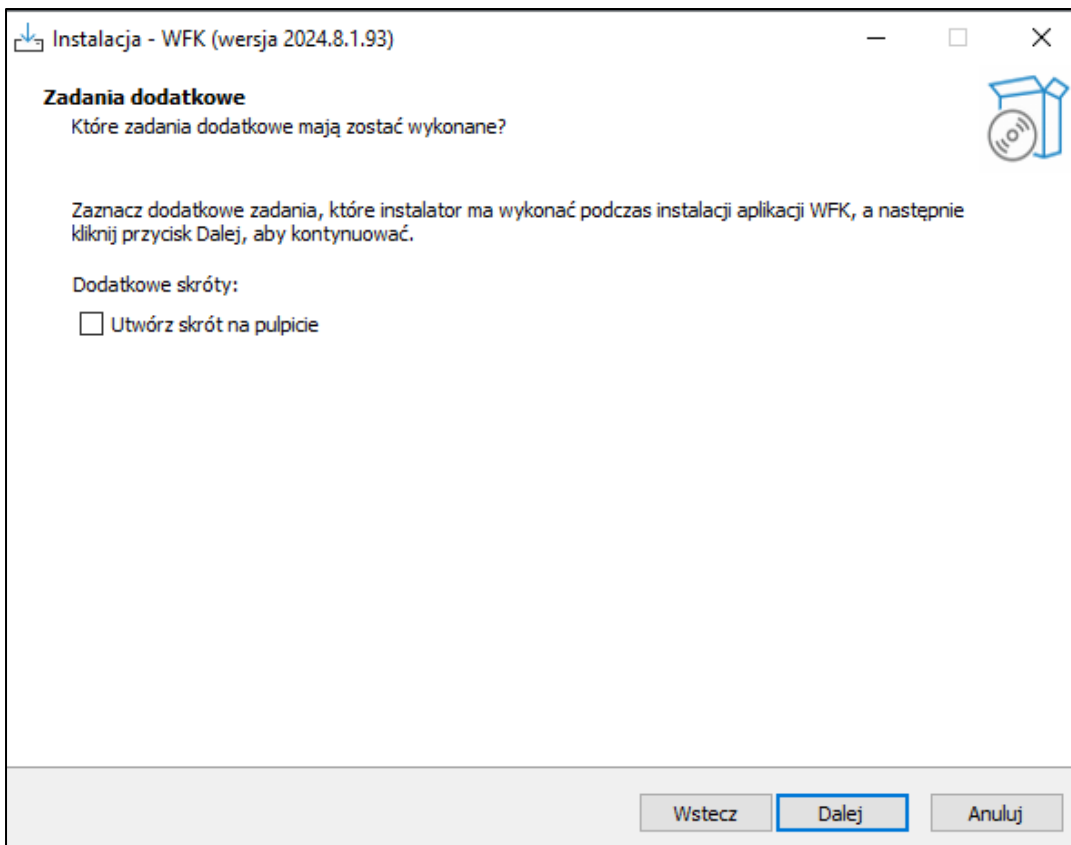 Instalacja - WFK (wersja 2024.8.1.93)
Zadania dodatkowe
Które zadania dodatkowe mają zostać wykonane?
Zaznacz dodatkowe zadania, które instalator ma wykonać podczas instalacji aplikacji WFK, a następnie
kliknij przycisk Dalej, aby kontynuować.
Dodatkowe skróty:
Utwórz skrót na pulpicie
Wstecz
Dalej
Anuluj